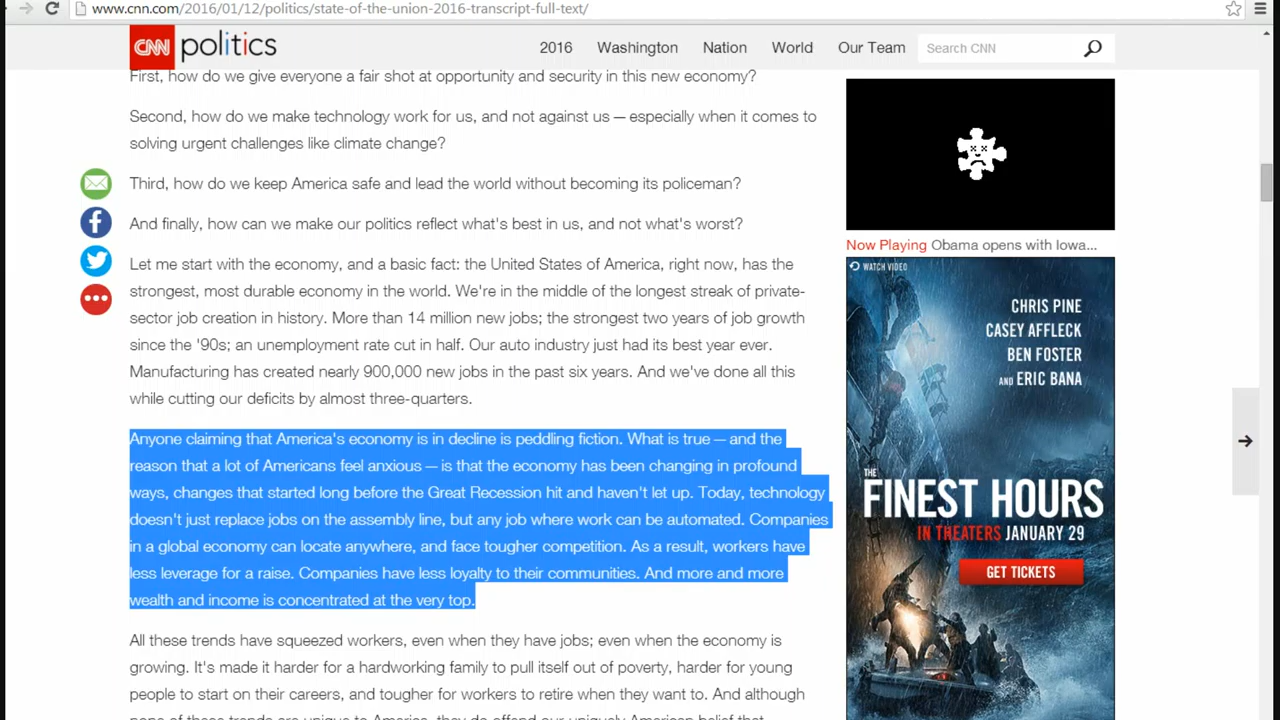 www.cnn.com/2016/01/12/politics/state-of-the-union-2016-transcript-full-text/
CNN politics
2016 Washington Nation World Our Team Search CNN
First, how do we give everyone a fair shot at opportunity and security in this new economy?
Second, how do we make technology work for us, and not against us — especially when it comes to
solving urgent challenges like climate change?
Third, how do we keep America safe and lead the world without becoming its policeman?
And finally, how can we make our politics reflect what's best in us, and not what's worst?
Let me start with the economy, and a basic fact: the United States of America, right now, has the
strongest, most durable economy in the world. We're in the middle of the longest streak of private-
sector job creation in history. More than 14 million new jobs; the strongest two years of job growth
since the '90s; an unemployment rate cut in half. Our auto industry just had its best year ever.
Manufacturing has created nearly 900,000 new jobs in the past six years. And we've done all this
while cutting our deficits by almost three-quarters.
Anyone claiming that America's economy is in decline is peddling fiction. What is true — and the
reason that a lot of Americans feel anxious — is that the economy has been changing in profound
ways, changes that started long before the Great Recession hit and haven't let up. Today, technology
doesn't just replace jobs on the assembly line, but any job where work can be automated. Companies
in a global economy can locate anywhere, and face tougher competition. As a result, workers have
less leverage for a raise. Companies have less loyalty to their communities. And more and more
wealth and income is concentrated at the very top.
All these trends have squeezed workers, even when they have jobs; even when the economy is
growing. It's made it harder for a hardworking family to pull itself out of poverty, harder for young
people to start on their careers, and tougher for workers to retire when they want to. And although
none of these trends are unique to America, they do offend our uniquely American belief that
Now Playing Obama opens with Iowa...
WATCH VIDEO
CHRIS PINE
CASEY AFFLECK
BEN FOSTER
AND ERIC BANA
THE
FINEST HOURS
IN THEATERS JANUARY 29
GET TICKETS